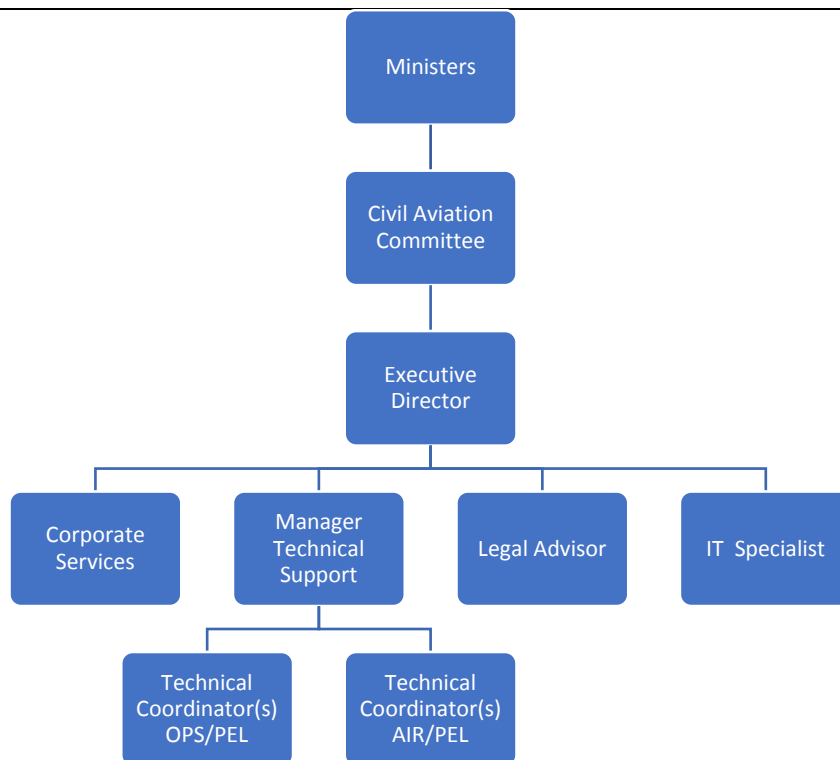 Ministers
Civil Aviation
Committee
Executive
Director
Corporate
Services
Manager
Technical
Support
Legal Advisor
IT Specialist
Technical
Coordinator(s)
OPS/PEL
Technical
Coordinator(s)
AIR/PEL